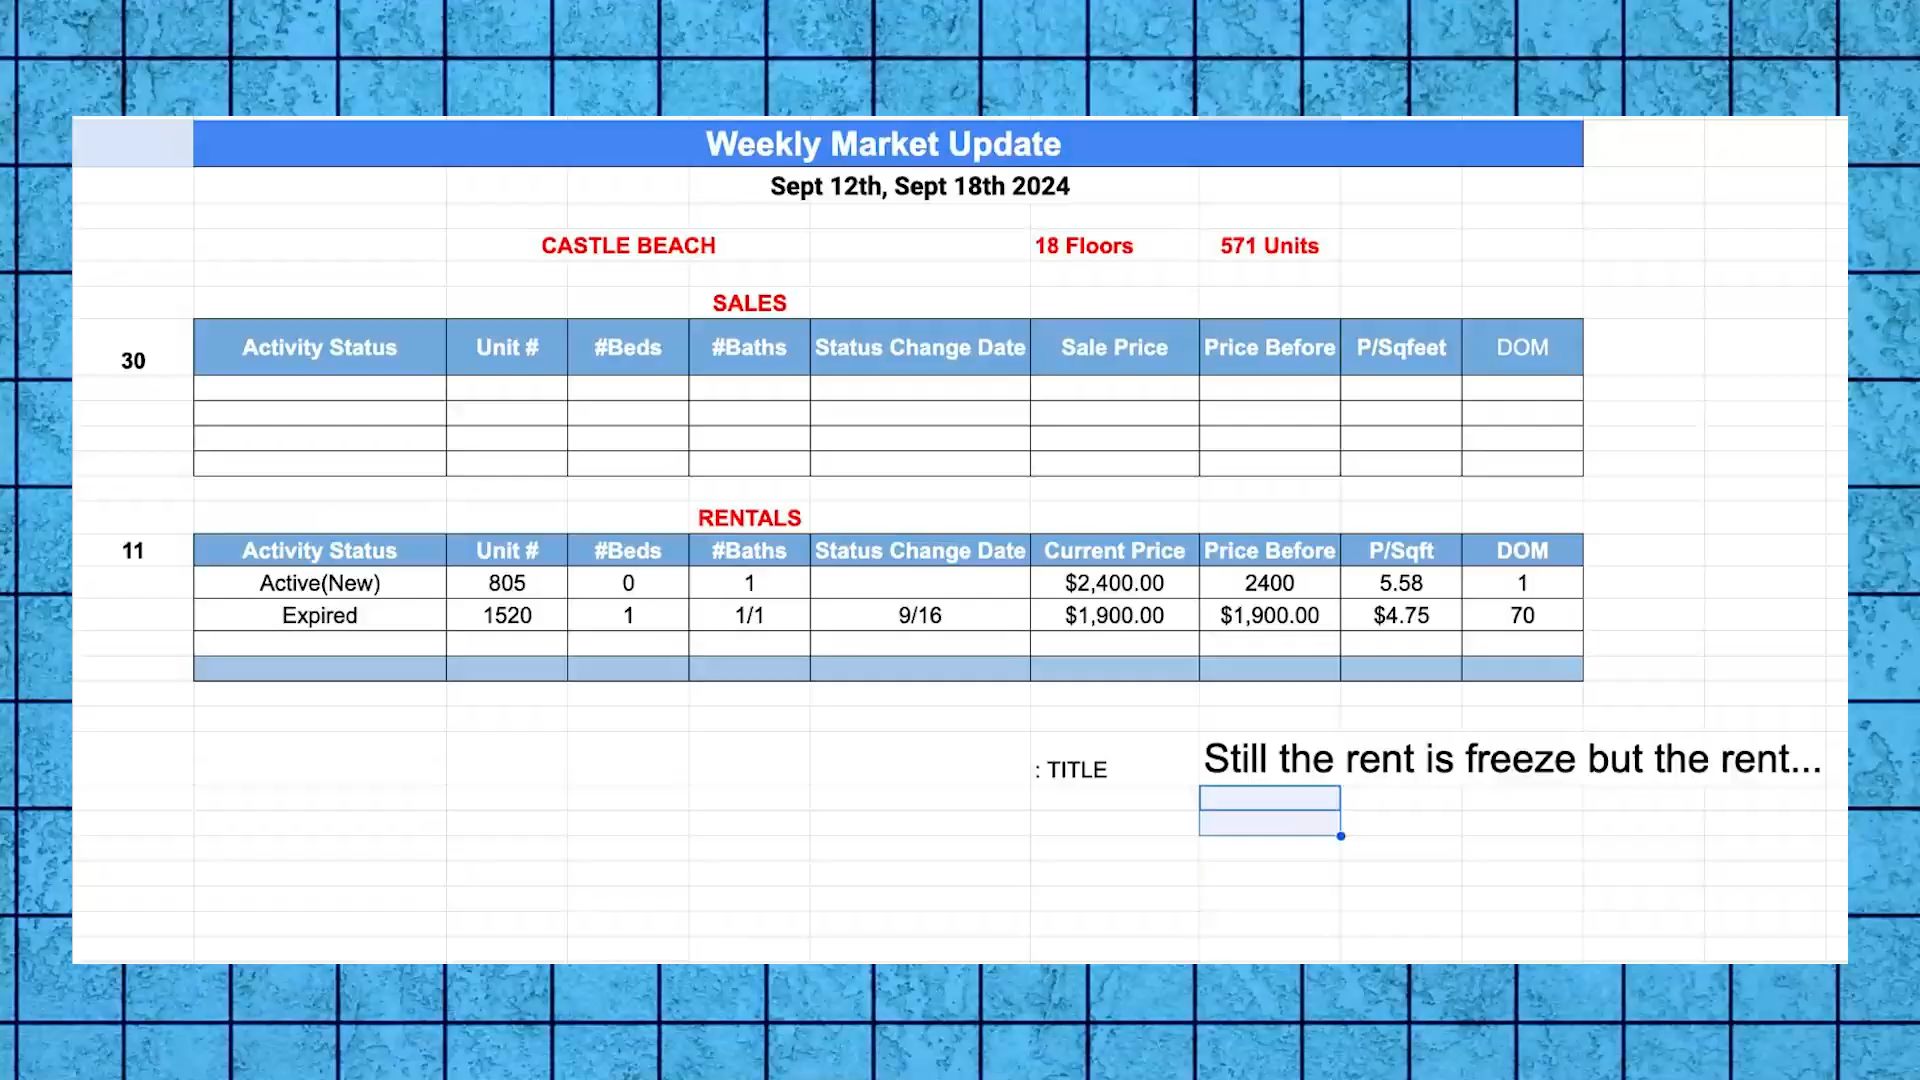 Weekly Market Update
Sept 12th, Sept 18th 2024
CASTLE BEACH 18 Floors 571 Units
SALES
30 Activity Status Unit # #Beds #Baths Status Change Date Sale Price Price Before P/Sqfeet DOM
RENTALS
11 Activity Status Unit # #Beds #Baths Status Change Date Current Price Price Before P/Sqft DOM
Active(New) 805 0 1 $2,400.00 2400 5.58 1
Expired 1520 1 1/1 9/16 $1,900.00 $1,900.00 $4.75 70
: TITLE Still the rent is freeze but the rent...